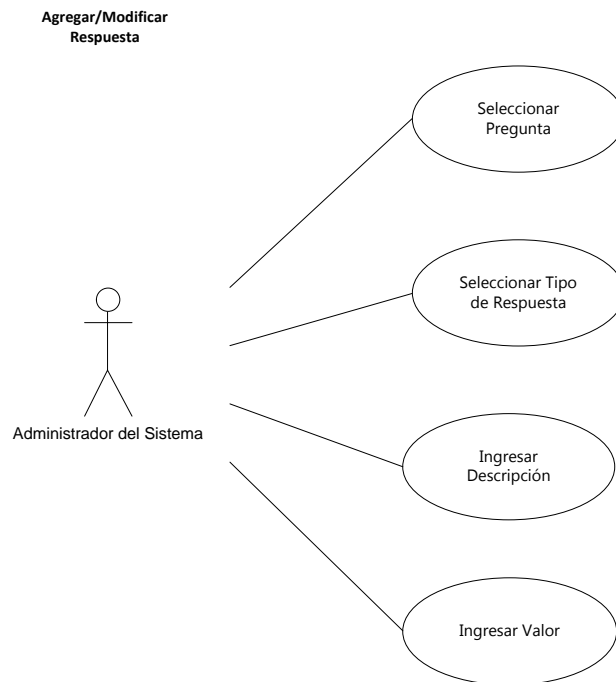 Agregar/Modificar
Respuesta
Seleccionar
Pregunta
Seleccionar Tipo
de Respuesta
Administrador del Sistema
Ingresar
Descripción
Ingresar Valor